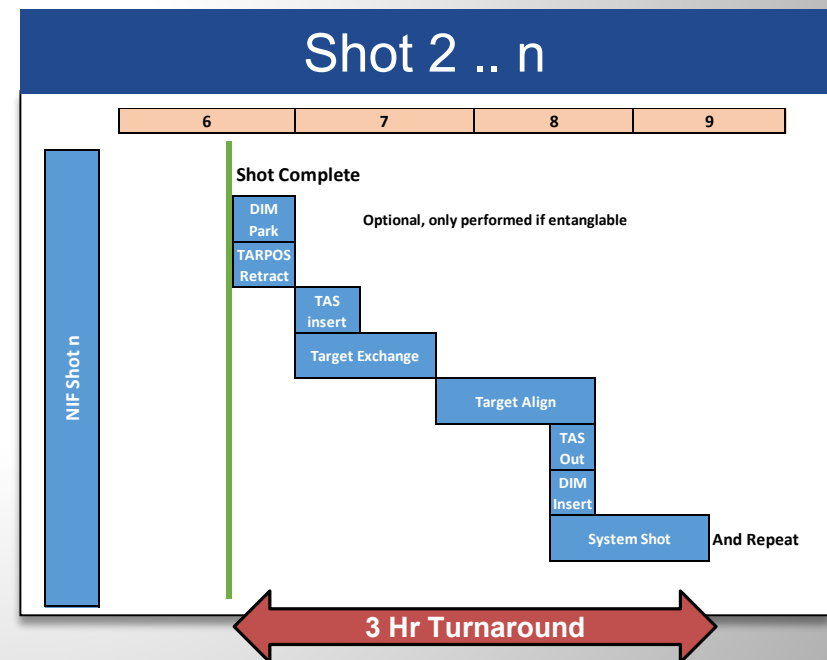 Shot 2 .. n
6 7 8 9
Shot Complete
DIM
Park
Optional, only performed if entanglable
TARPOS
Retract
TAS
insert
Target Exchange
NIF Shot n
Target Align
TAS
Out
DIM
Insert
System Shot
And Repeat
3 Hr Turnaround